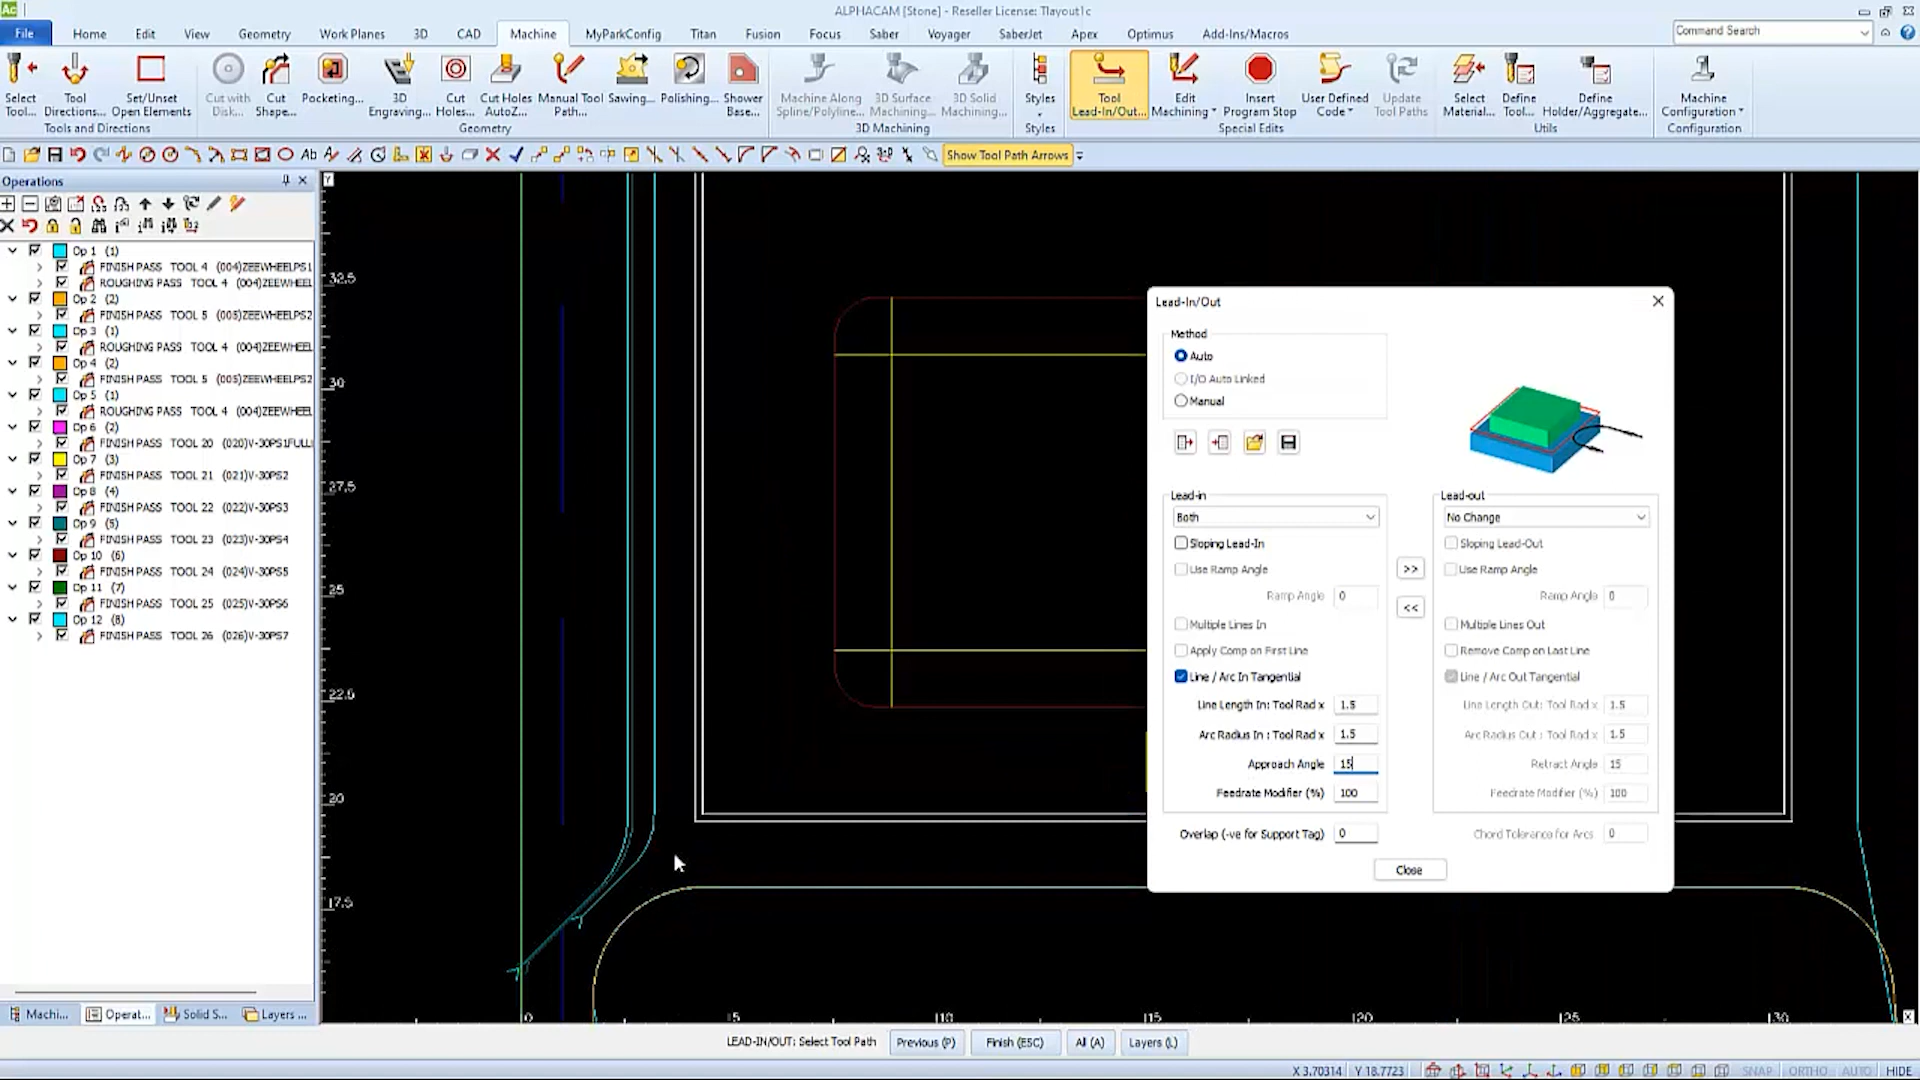 ALPHACAM [Stone] - Reseller License: Tlayout1c
File Home Edit View Geometry Work Planes 3D CAD Machine MyParkConfig Titan Fusion Focus Saber Voyager SaberJet Apex Optimus Add-Ins/Macros Command Search
Select Tool... Tool Directions... Set/Unset Open Elements Cut with Disk... Cut Shape... Pocketing... 3D Engraving... Cut Holes... Cut Holes AutoZ... Manual Tool Path... Sawing... Polishing... Shower Base... Machine Along Spline/Polyline... 3D Surface Machining... 3D Solid Machining... Styles Tool Lead-In/Out... Edit Machining Insert Program Stop User Defined Code Update Tool Paths Select Material... Define Tool... Define Holder/Aggregate... Machine Configuration
Tools and Directions Geometry 3D Machining Styles Special Edits Utils Configuration
Show Tool Path Arrows
Operations
Op 1 (1)
FINISH PASS TOOL 4 (004)ZEEWHEELPS1
ROUGHING PASS TOOL 4 (004)ZEEWHEEL
Op 2 (2)
FINISH PASS TOOL 5 (005)ZEEWHEELPS2
Op 3 (1)
ROUGHING PASS TOOL 4 (004)ZEEWHEEL
Op 4 (2)
FINISH PASS TOOL 5 (005)ZEEWHEELPS2
Op 5 (1)
ROUGHING PASS TOOL 4 (004)ZEEWHEEL
Op 6 (2)
FINISH PASS TOOL 20 (020)V-30PS1FULL
Op 7 (3)
FINISH PASS TOOL 21 (021)V-30PS2
Op 8 (4)
FINISH PASS TOOL 22 (022)V-30PS3
Op 9 (5)
FINISH PASS TOOL 23 (023)V-30PS4
Op 10 (6)
FINISH PASS TOOL 24 (024)V-30PS5
Op 11 (7)
FINISH PASS TOOL 25 (025)V-30PS6
Op 12 (8)
FINISH PASS TOOL 26 (026)V-30PS7
Machi... Operat... Solid S... Layers ...
Y
32.5
30
27.5
25
22.5
20
17.5
0 5 10 15 20 25 30 X
Lead-In/Out
Method
Auto
I/O Auto Linked
Manual
Lead-in
Both
Sloping Lead-In
Use Ramp Angle
Ramp Angle 0
Multiple Lines In
Apply Comp on First Line
Line / Arc In Tangential
Line Length In: Tool Rad x 1.5
Arc Radius In : Tool Rad x 1.5
Approach Angle 15
Feedrate Modifier (%) 100
Overlap (-ve for Support Tag) 0
>>
<<
Lead-out
No Change
Sloping Lead-Out
Use Ramp Angle
Ramp Angle 0
Multiple Lines Out
Remove Comp on Last Line
Line / Arc Out Tangential
Line Length Out: Tool Rad x 1.5
Arc Radius Out : Tool Rad x 1.5
Retract Angle 15
Feedrate Modifier (%) 100
Chord Tolerance for Arcs 0
Close
LEAD-IN/OUT: Select Tool Path Previous (P) Finish (ESC) All (A) Layers (L)
X 3.70314 Y 18.7723 SNAP ORTHO AUTO HIDE